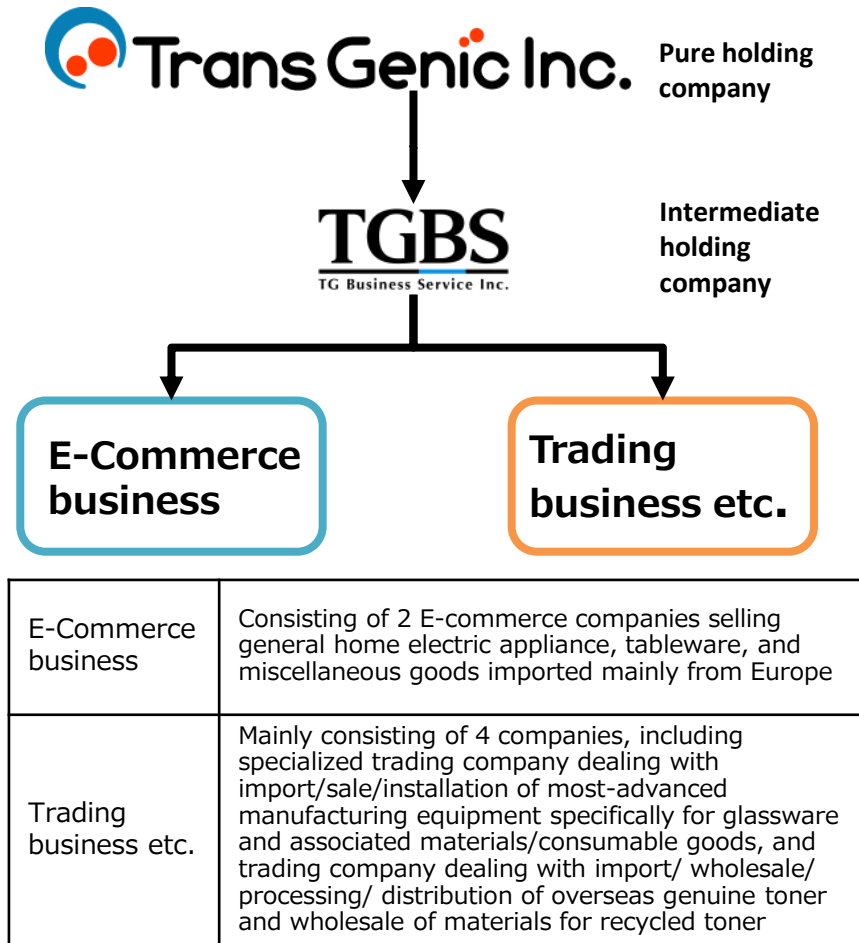 Trans Genic Inc.
Pure holding
company
TGBS
TG Business Service Inc.
Intermediate
holding
company
E-Commerce
business
Trading
business etc.
E-Commerce
business
Consisting of 2 E-commerce companies selling
general home electric appliance, tableware, and
miscellaneous goods imported mainly from Europe
Trading
business etc.
Mainly consisting of 4 companies, including
specialized trading company dealing with
import/sale/installation of most-advanced
manufacturing equipment specifically for glassware
and associated materials/consumable goods, and
trading company dealing with import/ wholesale/
processing/ distribution of overseas genuine toner
and wholesale of materials for recycled toner